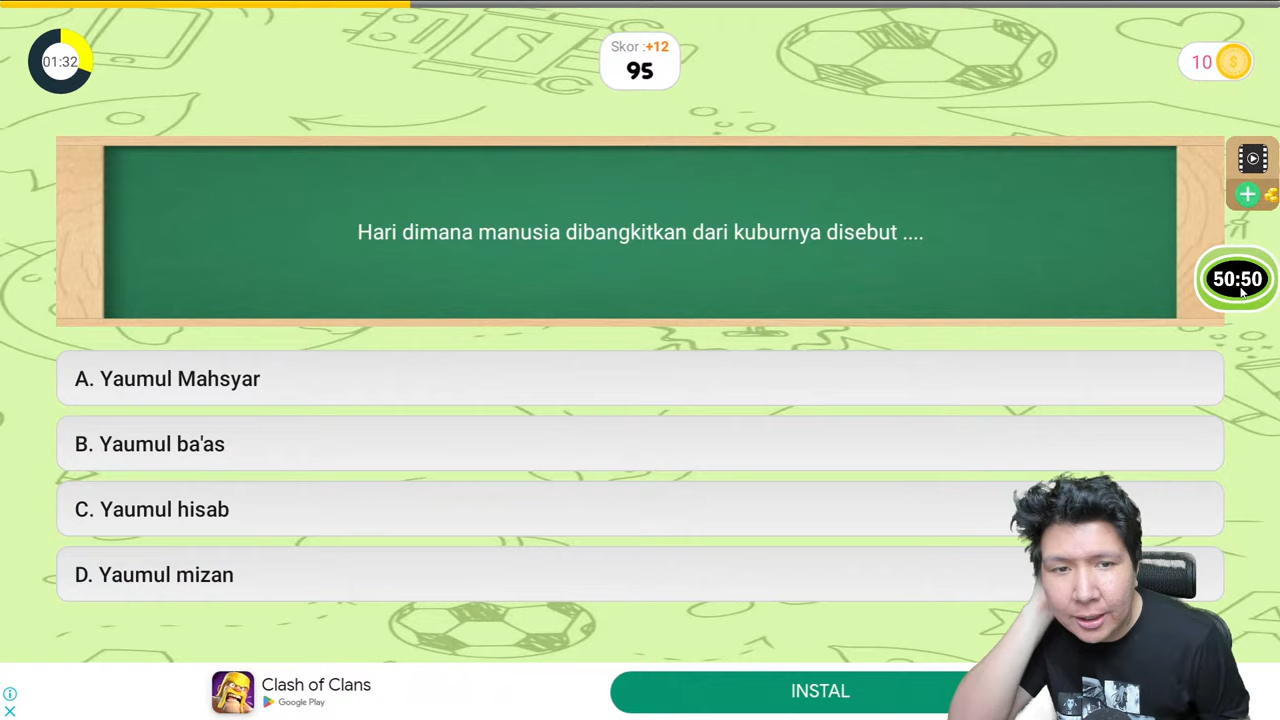 01:32
Skor :+12
95
10
Hari dimana manusia dibangkitkan dari kuburnya disebut ....
50:50
A. Yaumul Mahsyar
B. Yaumul ba'as
C. Yaumul hisab
D. Yaumul mizan
Clash of Clans
Google Play
INSTAL